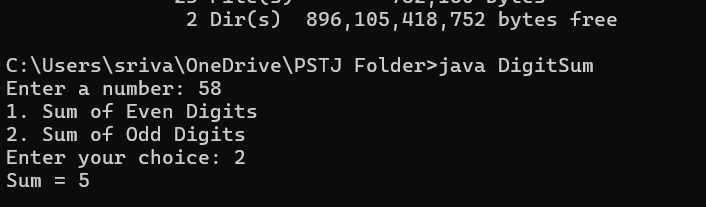 2 Dir(s)  896,105,418,752 bytes free
C:\Users\sriva\OneDrive\PSTJ Folder>java DigitSum
Enter a number: 58
1. Sum of Even Digits
2. Sum of Odd Digits
Enter your choice: 2
Sum = 5